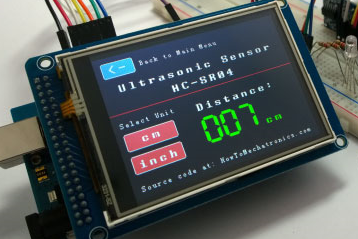 <- Back to Main Menu
Ultrasonic Sensor
HC-SR04
Select Unit
cm
inch
Distance:
007 cm
Source code at: HowToMechatronics.com